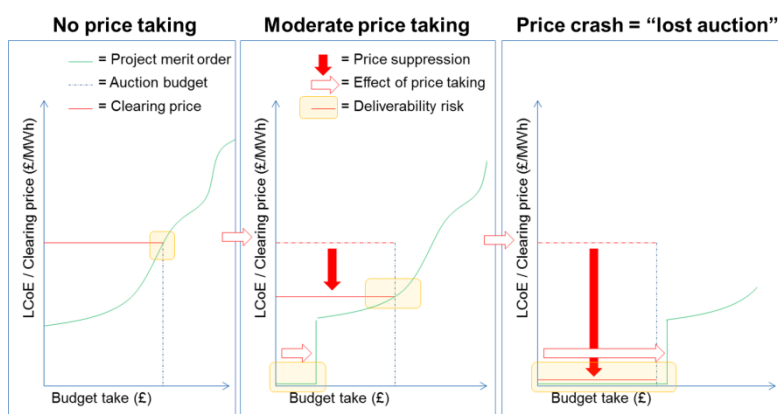 No price taking
= Project merit order
= Auction budget
= Clearing price
LCoE / Clearing price (£/MWh)
Budget take (£)
Moderate price taking
= Price suppression
= Effect of price taking
= Deliverability risk
LCoE / Clearing price (£/MWh)
Budget take (£)
Price crash = “lost auction”
LCoE / Clearing price (£/MWh)
Budget take (£)